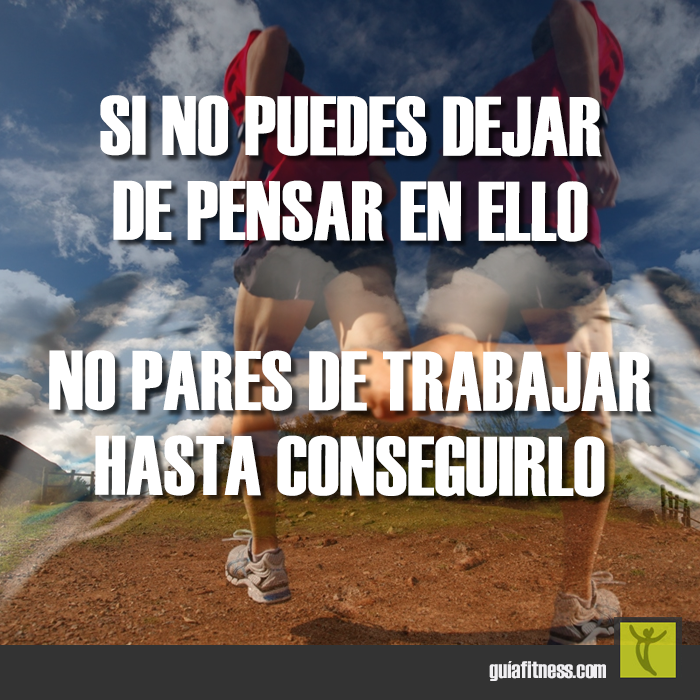 SI NO PUEDES DEJAR
DE PENSAR EN ELLO
NO PARES DE TRABAJAR
HASTA CONSEGUIRLO
guíafitness.com